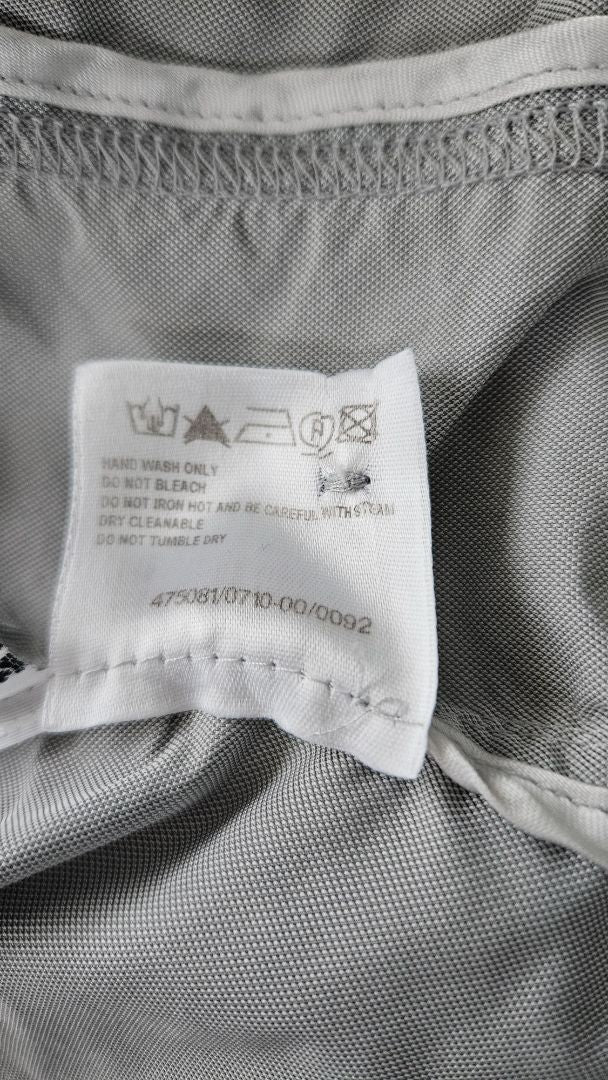 HAND WASH ONLY
DO NOT BLEACH
DO NOT IRON HOT AND BE CAREFUL WITH STEAM
DRY CLEANABLE
DO NOT TUMBLE DRY
475081/0710-00/0092